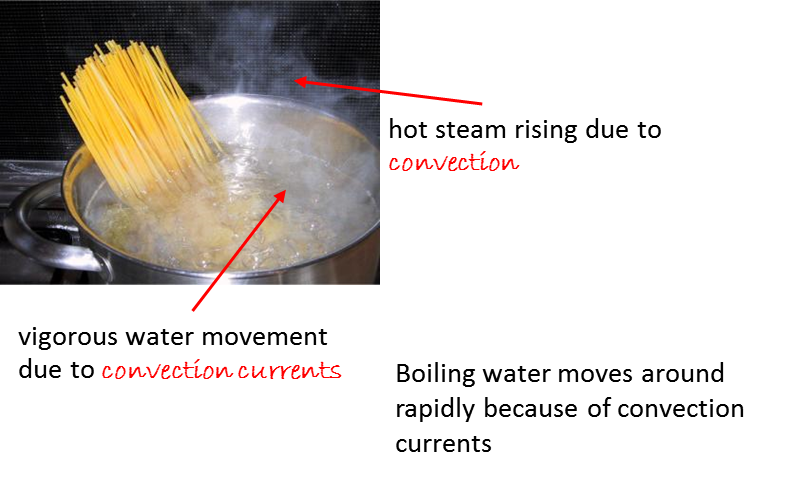 hot steam rising due to
convection
vigorous water movement
due to convection currents
Boiling water moves around
rapidly because of convection
currents